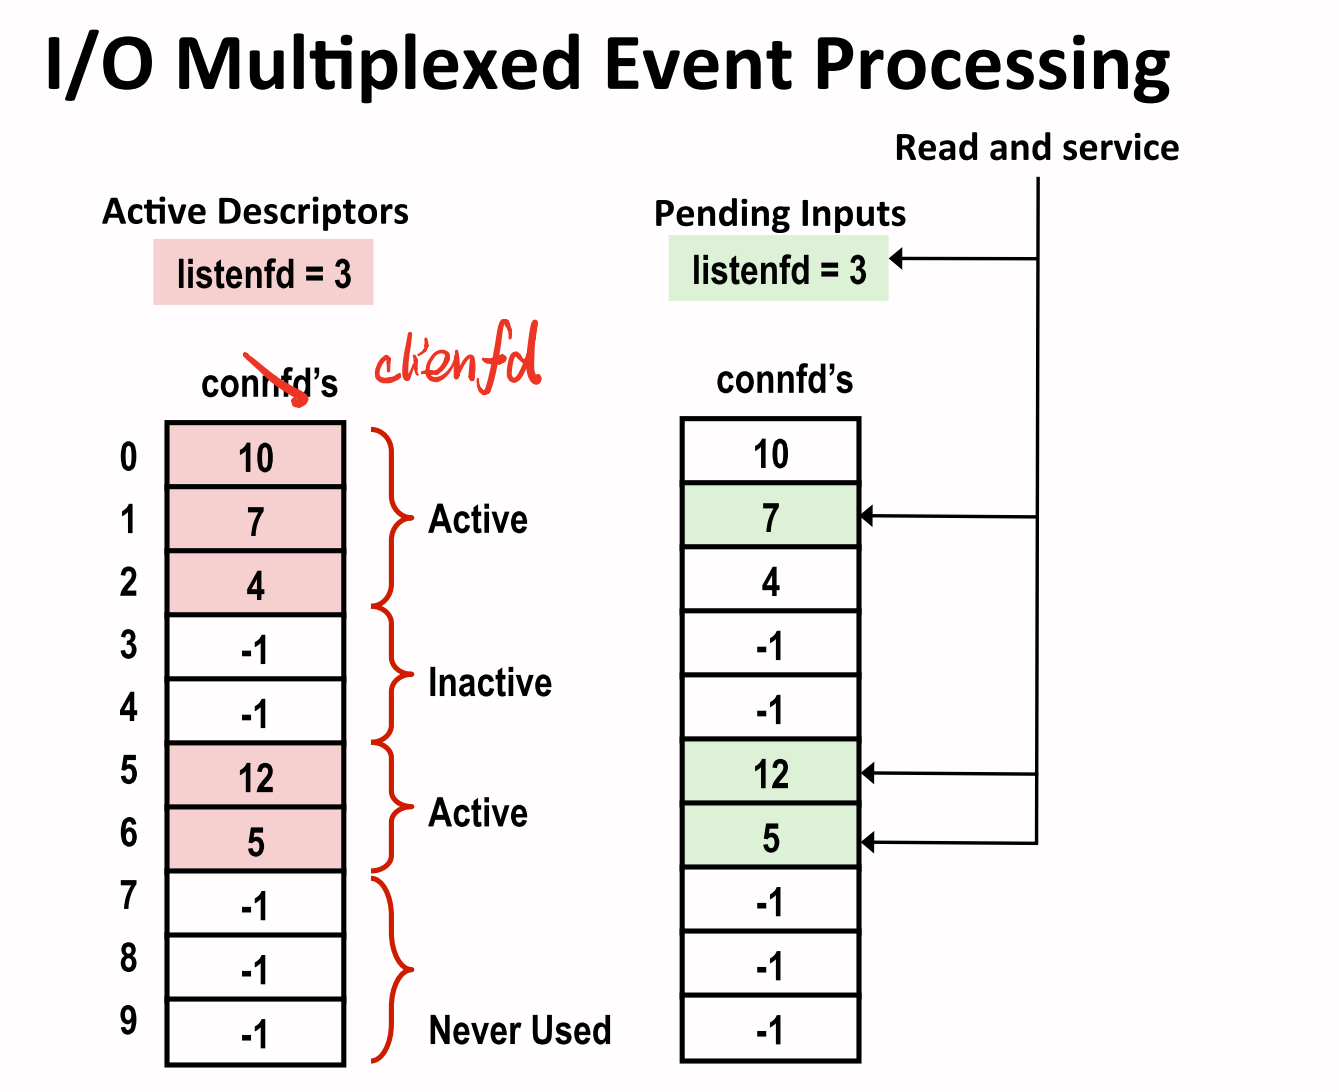 I/O Multiplexed Event Processing
Read and service
Active Descriptors
listenfd = 3
connfd's
clienfd
0 10
1 7
2 4
3 -1
4 -1
5 12
6 5
7 -1
8 -1
9 -1
Active
Inactive
Active
Never Used
Pending Inputs
listenfd = 3
connfd's
10
7
4
-1
-1
12
5
-1
-1
-1